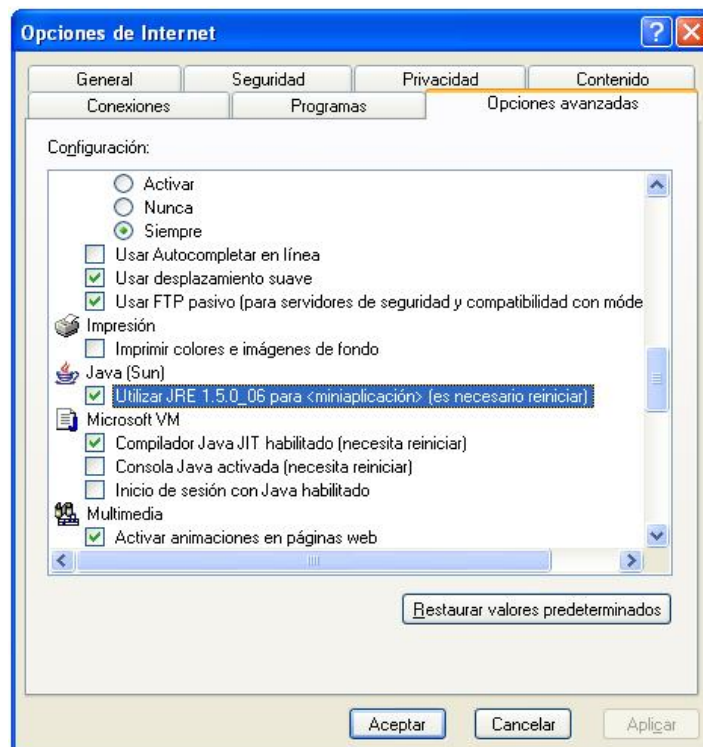 Opciones de Internet
General Seguridad Privacidad Contenido
Conexiones Programas Opciones avanzadas
Configuración:
Activar
Nunca
Siempre
Usar Autocompletar en línea
Usar desplazamiento suave
Usar FTP pasivo (para servidores de seguridad y compatibilidad con móde
Impresión
Imprimir colores e imágenes de fondo
Java (Sun)
Utilizar JRE 1.5.0_06 para <miniaplicación> (es necesario reiniciar)
Microsoft VM
Compilador Java JIT habilitado (necesita reiniciar)
Consola Java activada (necesita reiniciar)
Inicio de sesión con Java habilitado
Multimedia
Activar animaciones en páginas web
Restaurar valores predeterminados
Aceptar Cancelar Aplicar